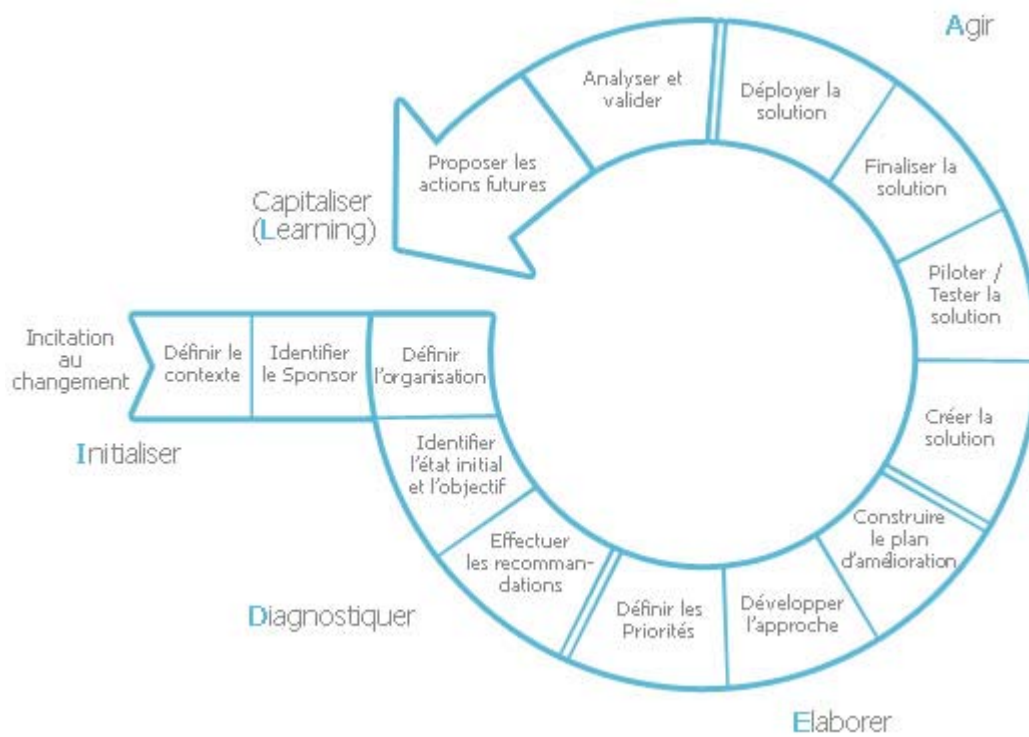 Incitation
au
changement
Définir le
contexte
Identifier
le Sponsor
Définir
l'organisation
Initialiser
Identifier
l'état initial
et l'objectif
Effectuer
les recomman-
dations
Diagnostiquer
Définir les
Priorités
Développer
l'approche
Construire
le plan
d'amélioration
Elaborer
Créer la
solution
Piloter /
Tester la
solution
Finaliser la
solution
Déployer la
solution
Agir
Analyser et
valider
Proposer les
actions futures
Capitaliser
(Learning)